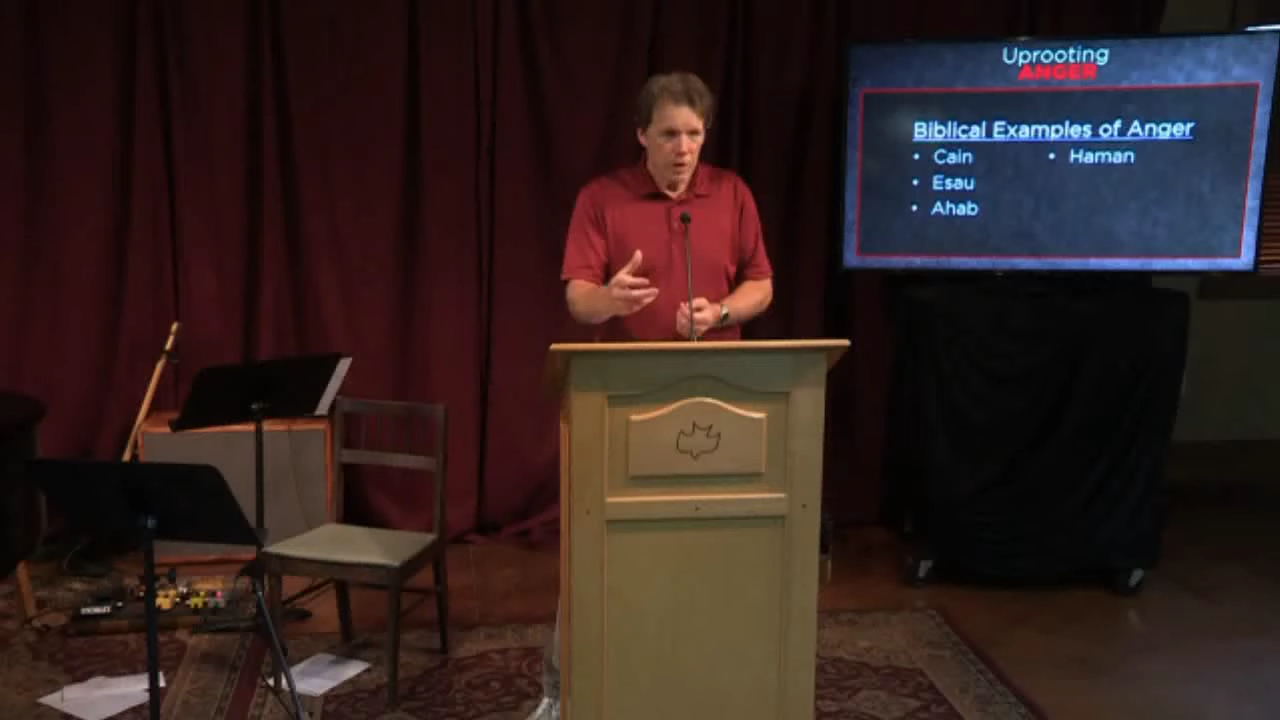 Uprooting
ANGER
Biblical Examples of Anger
• Cain
• Esau
• Ahab
• Haman